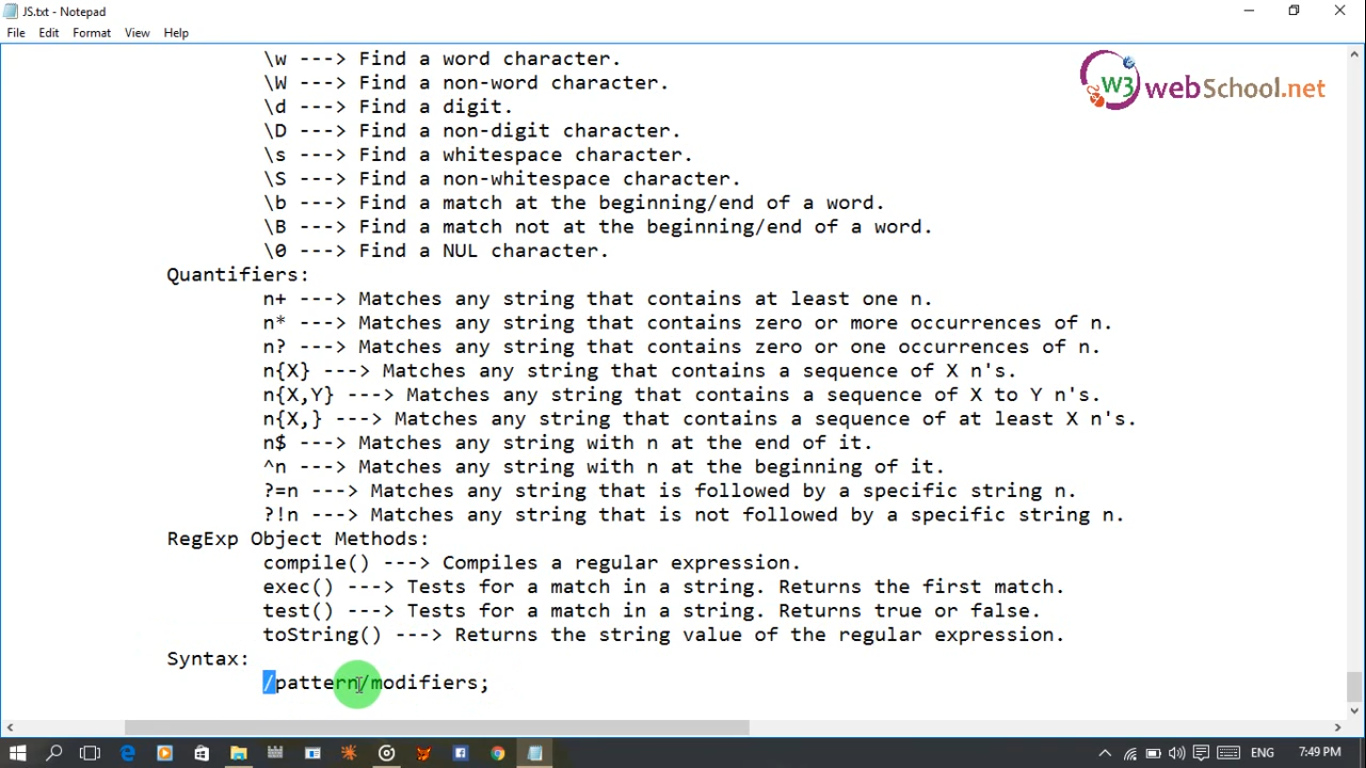 JS.txt - Notepad
File Edit Format View Help
W3 webSchool.net
\w ---> Find a word character.
\W ---> Find a non-word character.
\d ---> Find a digit.
\D ---> Find a non-digit character.
\s ---> Find a whitespace character.
\S ---> Find a non-whitespace character.
\b ---> Find a match at the beginning/end of a word.
\B ---> Find a match not at the beginning/end of a word.
\0 ---> Find a NUL character.
Quantifiers:
n+ ---> Matches any string that contains at least one n.
n* ---> Matches any string that contains zero or more occurrences of n.
n? ---> Matches any string that contains zero or one occurrences of n.
n{X} ---> Matches any string that contains a sequence of X n's.
n{X,Y} ---> Matches any string that contains a sequence of X to Y n's.
n{X,} ---> Matches any string that contains a sequence of at least X n's.
n$ ---> Matches any string with n at the end of it.
^n ---> Matches any string with n at the beginning of it.
?=n ---> Matches any string that is followed by a specific string n.
?!n ---> Matches any string that is not followed by a specific string n.
RegExp Object Methods:
compile() ---> Compiles a regular expression.
exec() ---> Tests for a match in a string. Returns the first match.
test() ---> Tests for a match in a string. Returns true or false.
toString() ---> Returns the string value of the regular expression.
Syntax:
/pattern/modifiers;
ENG 7:49 PM